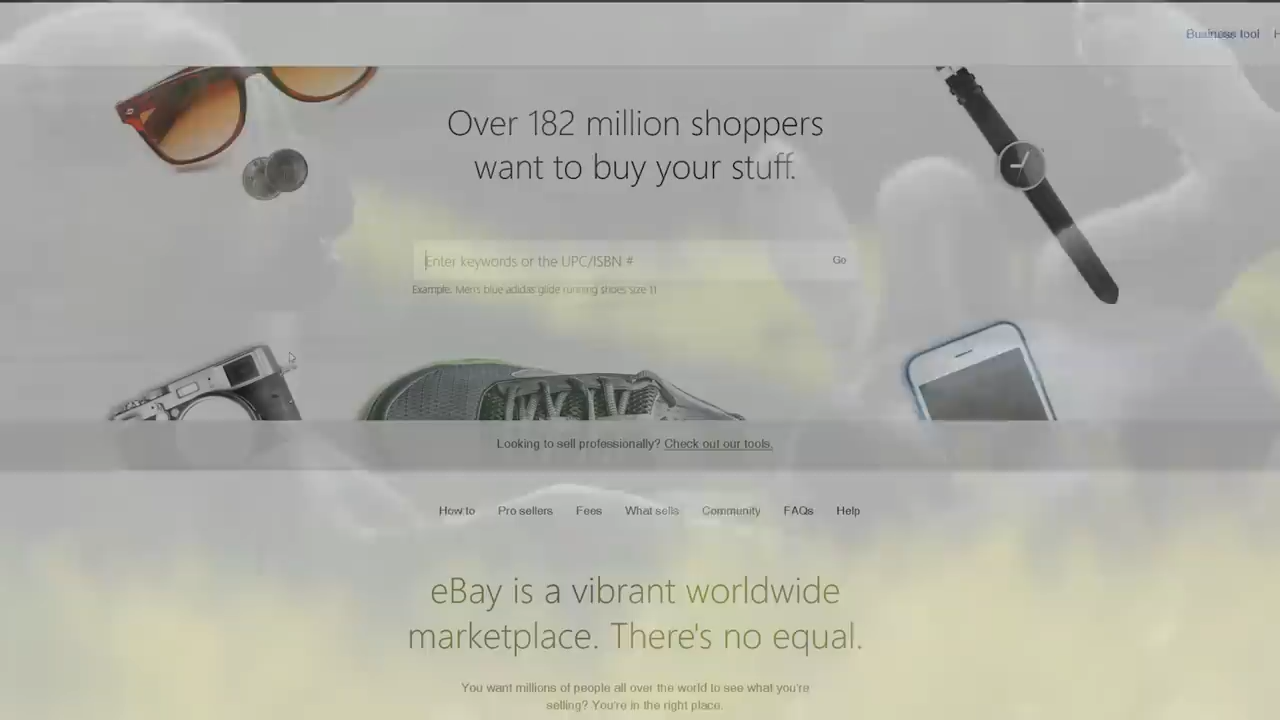 Business tool
Over 182 million shoppers
want to buy your stuff.
Enter keywords or the UPC/ISBN #
Go
Example: Men's blue adidas glide running shoes size 11
Looking to sell professionally? Check out our tools.
How to Pro sellers Fees What sells Community FAQs Help
eBay is a vibrant worldwide
marketplace. There's no equal.
You want millions of people all over the world to see what you're
selling? You're in the right place.